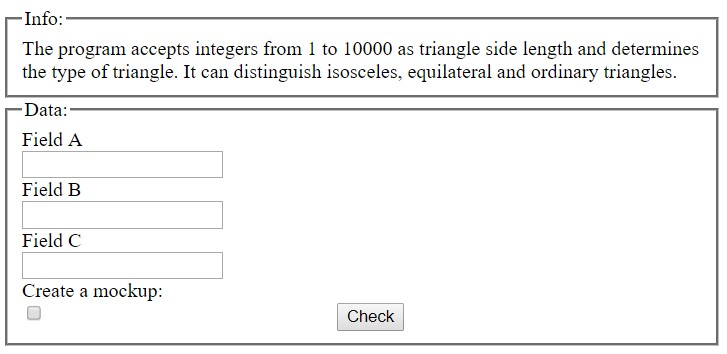 Info:
The program accepts integers from 1 to 10000 as triangle side length and determines
the type of triangle. It can distinguish isosceles, equilateral and ordinary triangles.
Data:
Field A
Field B
Field C
Create a mockup:
Check